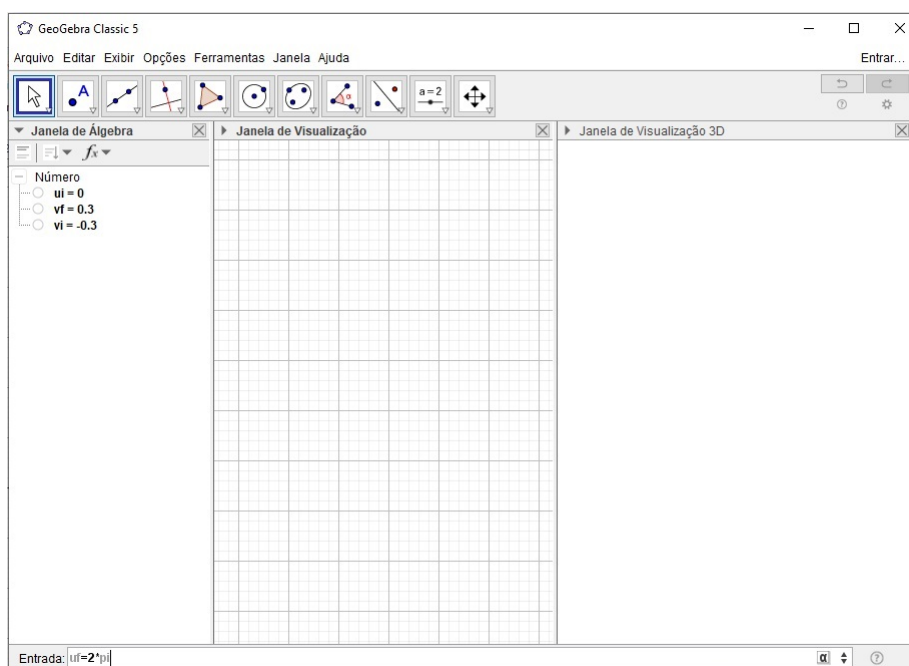 GeoGebra Classic 5
Arquivo Editar Exibir Opções Ferramentas Janela Ajuda Entrar...
A α a=2
Janela de Álgebra Janela de Visualização Janela de Visualização 3D
fx
Número
ui = 0
vf = 0.3
vi = -0.3
Entrada: uf=2*pi α